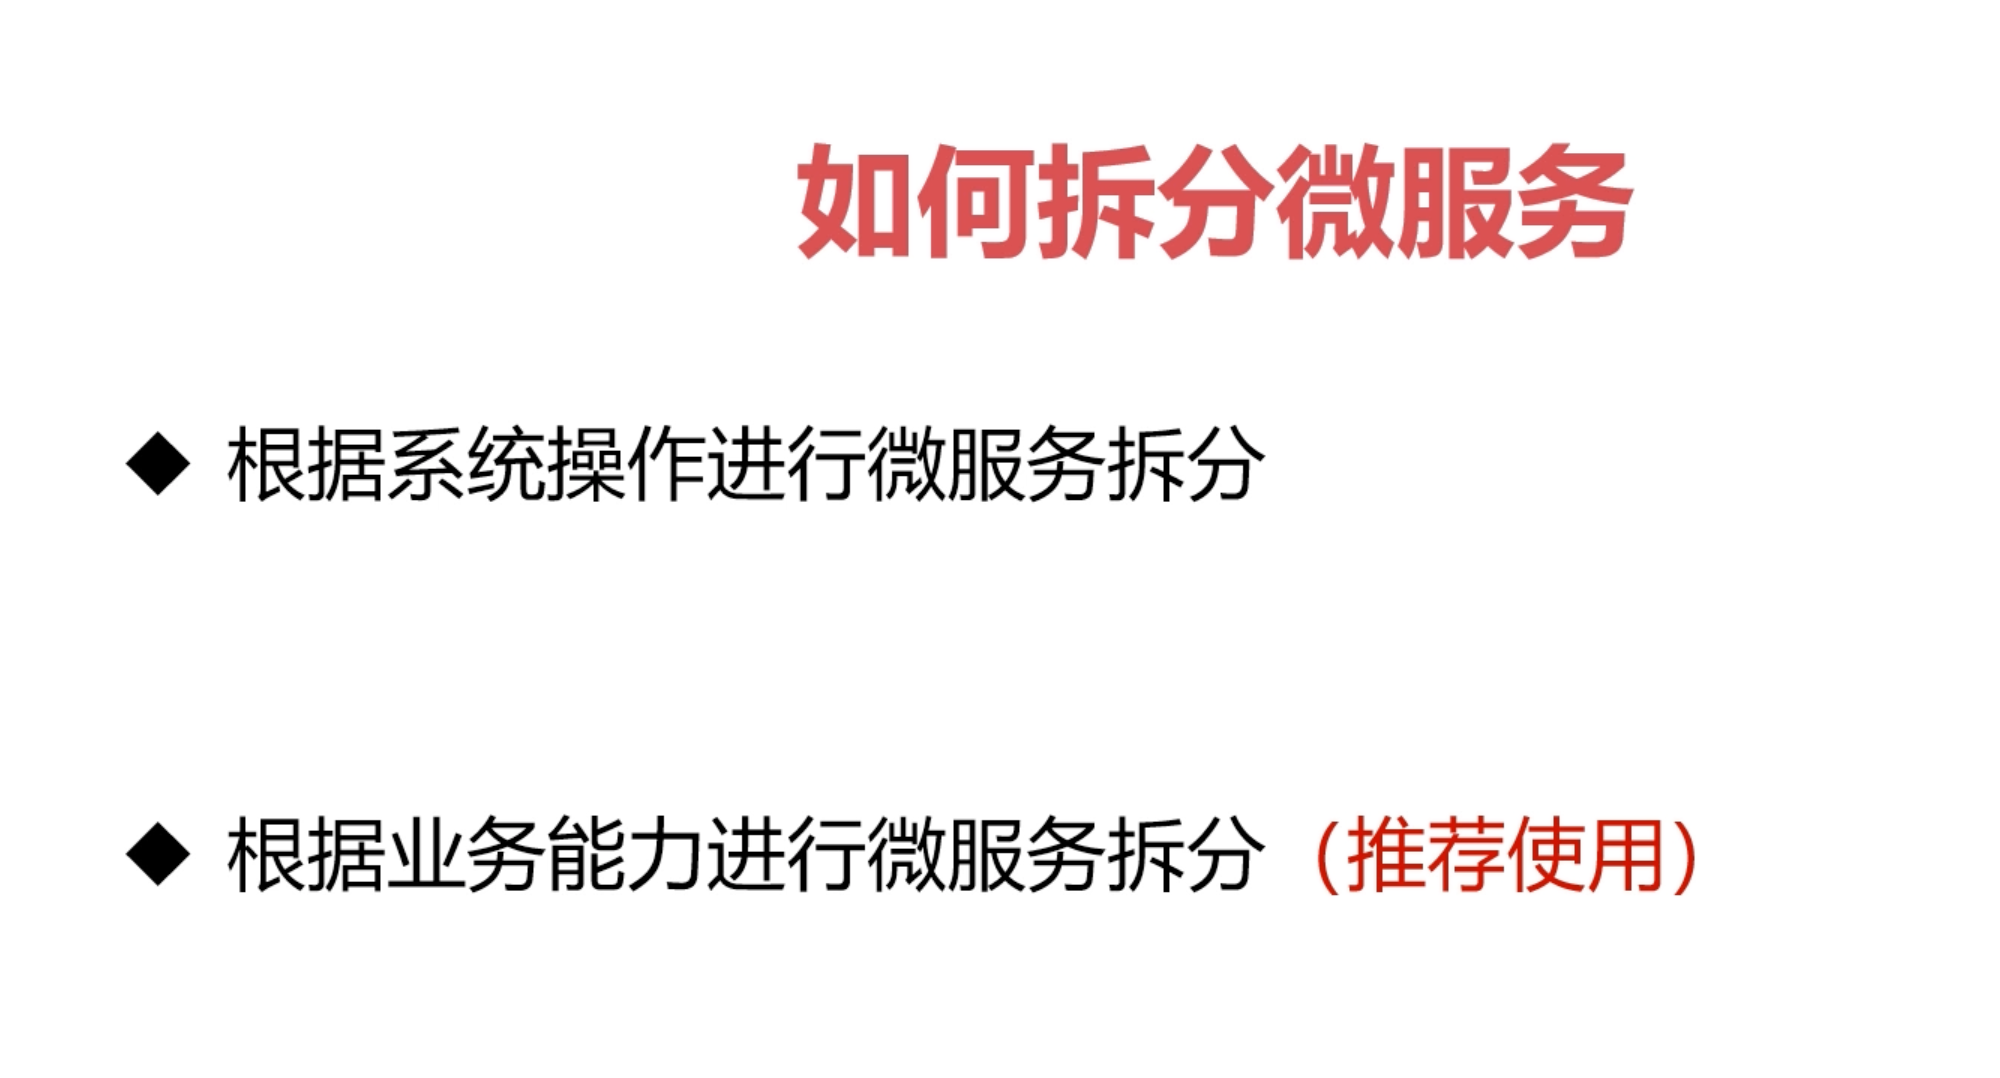 如何拆分微服务
◆ 根据系统操作进行微服务拆分
◆ 根据业务能力进行微服务拆分（推荐使用）